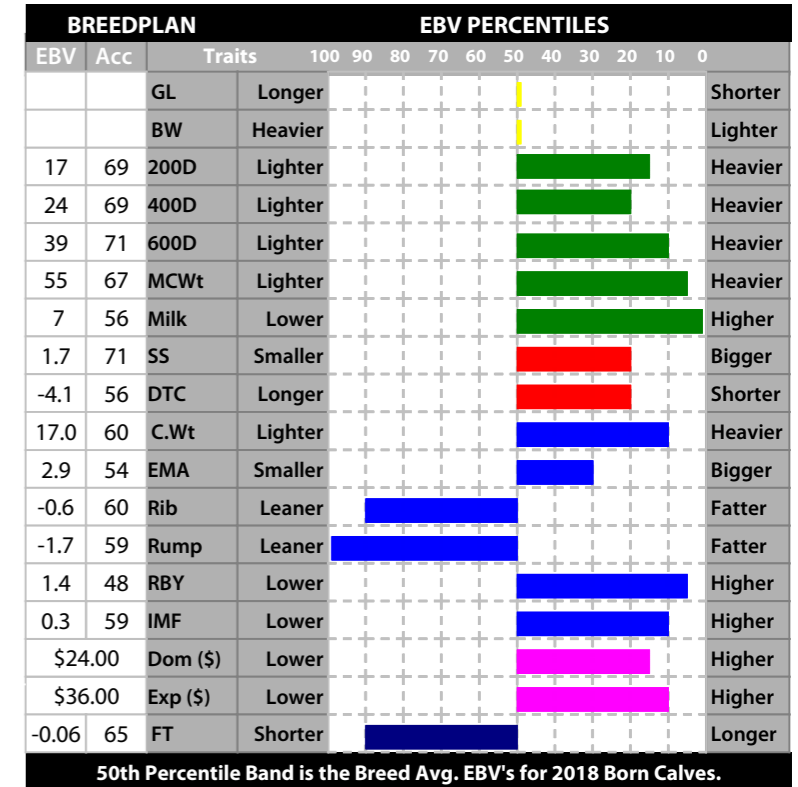 BREEDPLAN EBV PERCENTILES
EBV Acc Traits 100 90 80 70 60 50 40 30 20 10 0
GL Longer Shorter
BW Heavier Lighter
17 69 200D Lighter Heavier
24 69 400D Lighter Heavier
39 71 600D Lighter Heavier
55 67 MCWt Lighter Heavier
7 56 Milk Lower Higher
1.7 71 SS Smaller Bigger
-4.1 56 DTC Longer Shorter
17.0 60 C.Wt Lighter Heavier
2.9 54 EMA Smaller Bigger
-0.6 60 Rib Leaner Fatter
-1.7 59 Rump Leaner Fatter
1.4 48 RBY Lower Higher
0.3 59 IMF Lower Higher
$24.00 Dom ($) Lower Higher
$36.00 Exp ($) Lower Higher
-0.06 65 FT Shorter Longer
50th Percentile Band is the Breed Avg. EBV's for 2018 Born Calves.